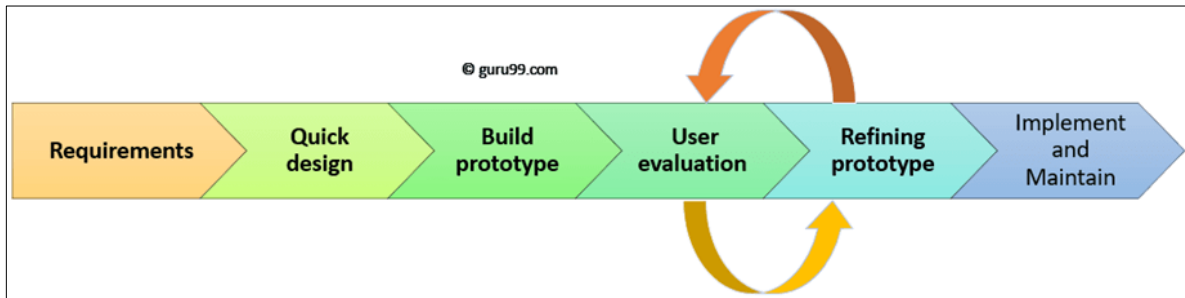 © guru99.com
Requirements
Quick
design
Build
prototype
User
evaluation
Refining
prototype
Implement
and
Maintain